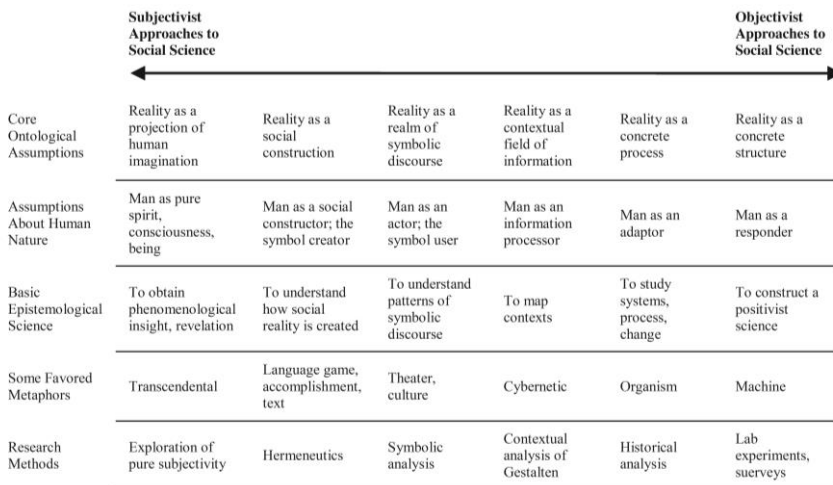 Subjectivist
Approaches to
Social Science
Objectivist
Approaches to
Social Science
Core
Ontological
Assumptions
Reality as a
projection of
human
imagination
Reality as a
social
construction
Reality as a
realm of
symbolic
discourse
Reality as a
contextual
field of
information
Reality as a
concrete
process
Reality as a
concrete
structure
Assumptions
About Human
Nature
Man as pure
spirit,
consciousness,
being
Man as a social
constructor; the
symbol creator
Man as an
actor; the
symbol user
Man as an
information
processor
Man as an
adaptor
Man as a
responder
Basic
Epistemological
Science
To obtain
phenomenological
insight, revelation
To understand
how social
reality is created
To understand
patterns of
symbolic
discourse
To map
contexts
To study
systems,
process,
change
To construct a
positivist
science
Some Favored
Metaphors
Transcendental
Language game,
accomplishment,
text
Theater,
culture
Cybernetic
Organism
Machine
Research
Methods
Exploration of
pure subjectivity
Hermeneutics
Symbolic
analysis
Contextual
analysis of
Gestalten
Historical
analysis
Lab
experiments,
suerveys